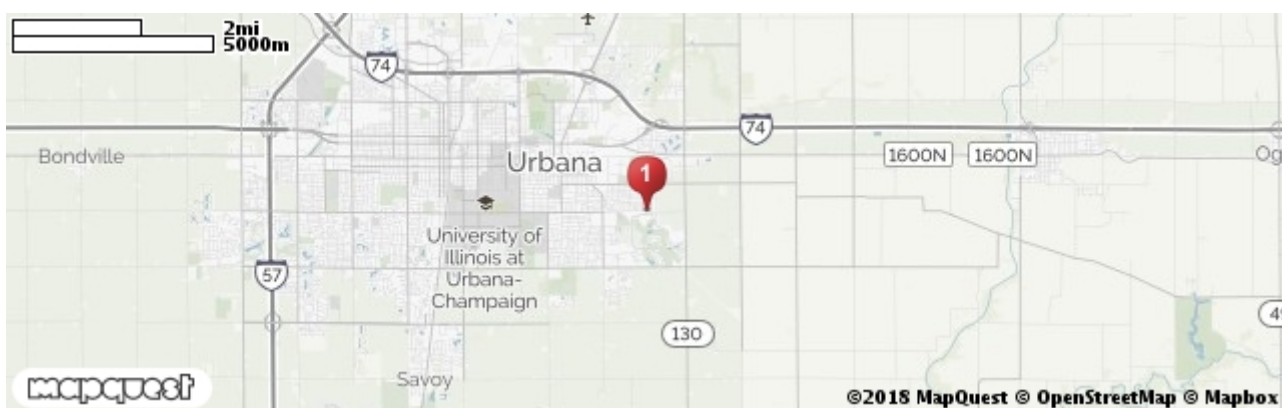 2mi
5000m
74
74
Bondville
Urbana
1600N
1600N
Og
1
University of
Illinois at
Urbana-
Champaign
57
130
49
Savoy
mapquest
©2018 MapQuest © OpenStreetMap © Mapbox